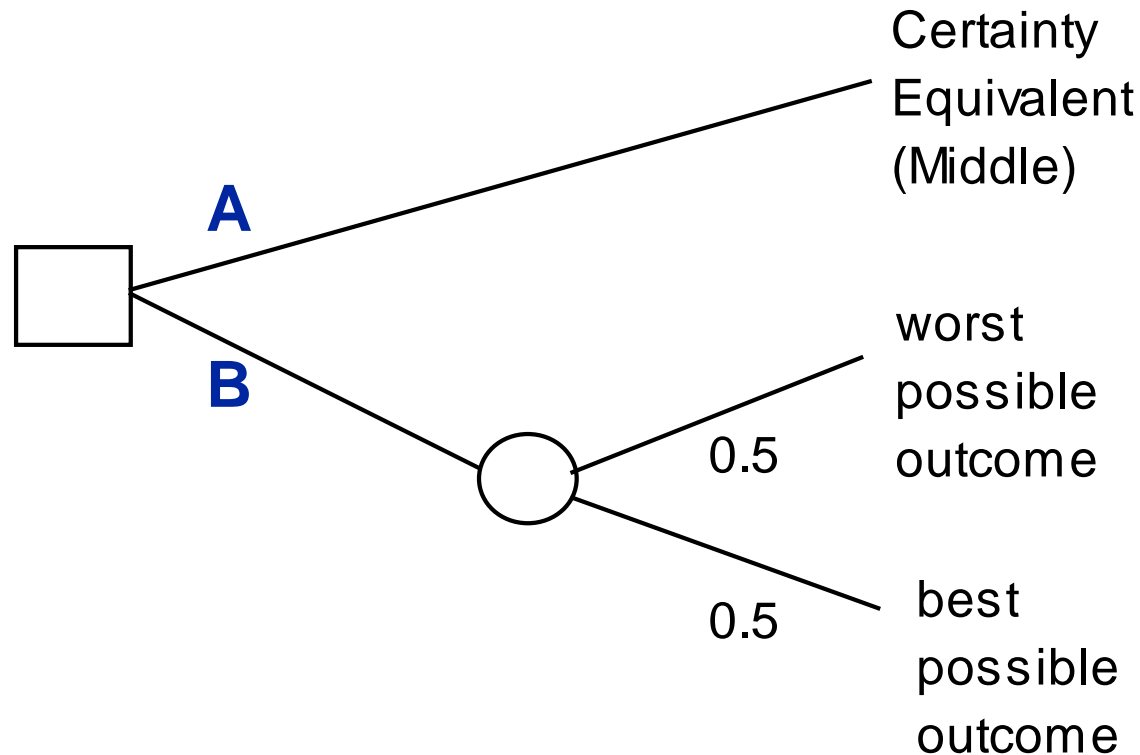 Certainty
Equivalent
(Middle)
A
B
worst
possible
outcome
0.5
0.5
best
possible
outcome